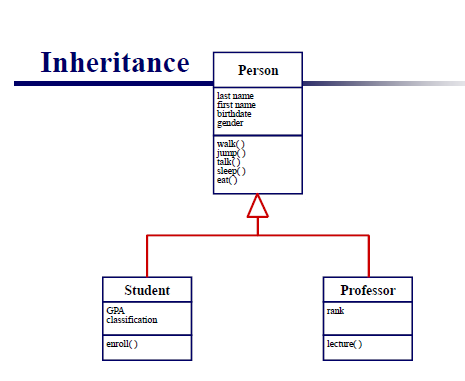 Inheritance
Person
last name
first name
birthdate
gender
walk( )
jump( )
talk( )
sleep( )
eat( )
Student
GPA
classification
enroll( )
Professor
rank
lecture( )